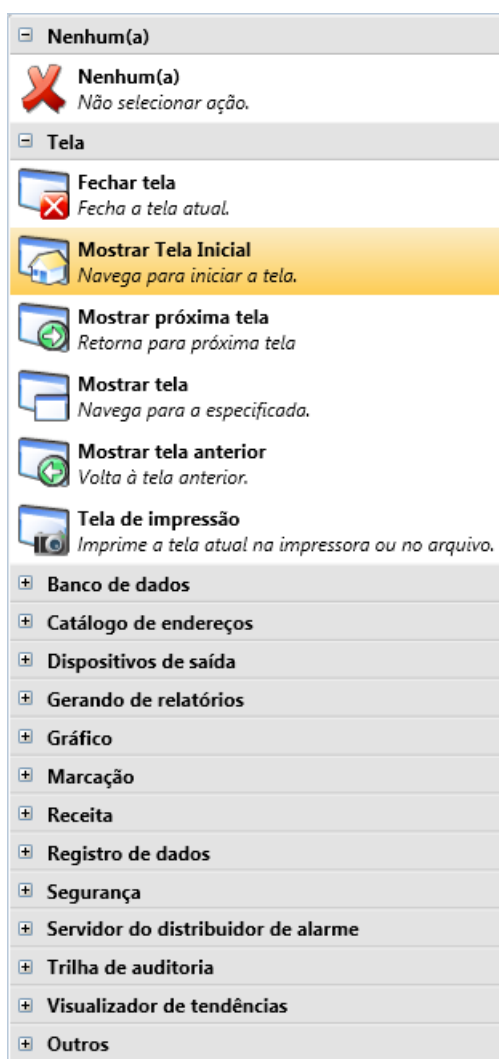 Nenhum(a)
Nenhum(a)
Não selecionar ação.
Tela
Fechar tela
Fecha a tela atual.
Mostrar Tela Inicial
Navega para iniciar a tela.
Mostrar próxima tela
Retorna para próxima tela
Mostrar tela
Navega para a especificada.
Mostrar tela anterior
Volta à tela anterior.
Tela de impressão
Imprime a tela atual na impressora ou no arquivo.
Banco de dados
Catálogo de endereços
Dispositivos de saída
Gerando de relatórios
Gráfico
Marcação
Receita
Registro de dados
Segurança
Servidor do distribuidor de alarme
Trilha de auditoria
Visualizador de tendências
Outros